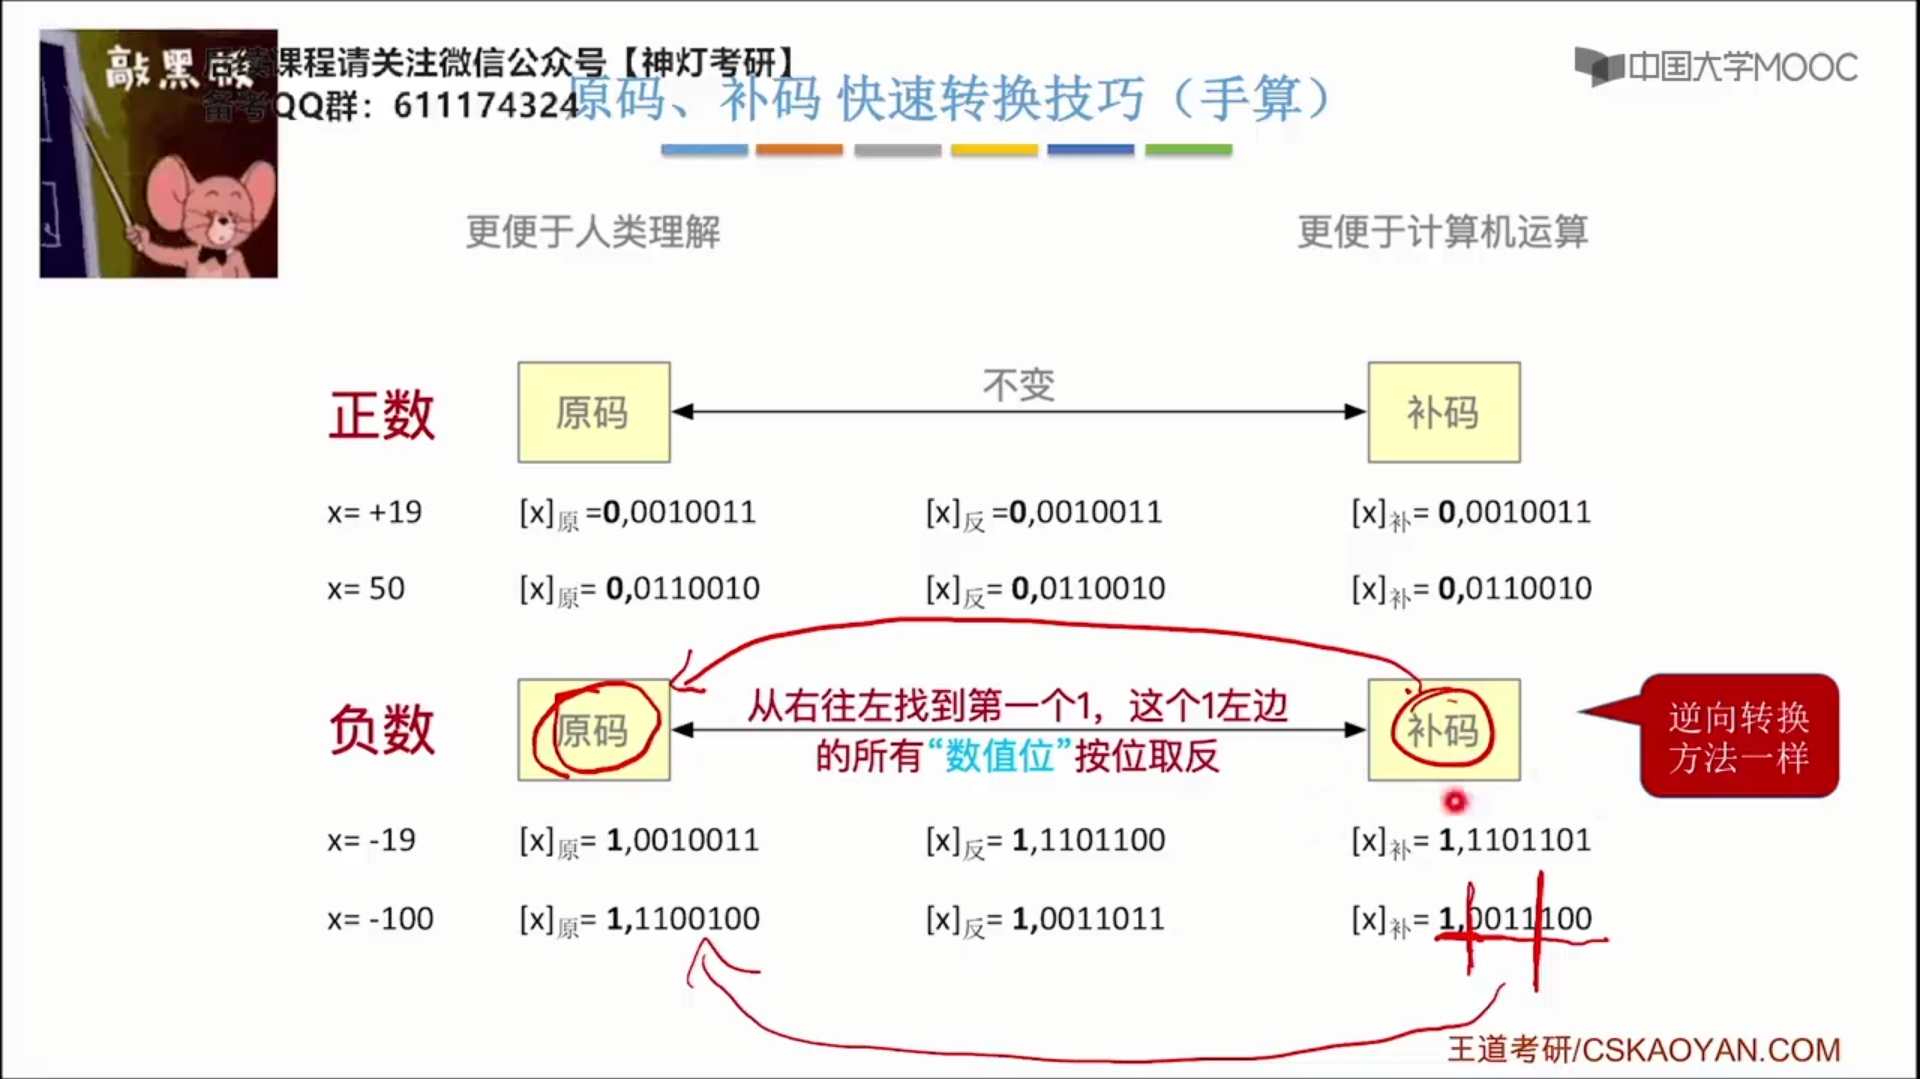 敲黑板
后续课程请关注微信公众号【神灯考研】
备考QQ群：611174324
中国大学MOOC
原码、补码 快速转换技巧（手算）
更便于人类理解
更便于计算机运算
正数
原码
不变
补码
x= +19
[x]原 =0,0010011
[x]反 =0,0010011
[x]补= 0,0010011
x= 50
[x]原= 0,0110010
[x]反= 0,0110010
[x]补= 0,0110010
负数
原码
从右往左找到第一个1，这个1左边
的所有“数值位”按位取反
补码
逆向转换
方法一样
x= -19
[x]原= 1,0010011
[x]反= 1,1101100
[x]补= 1,1101101
x= -100
[x]原= 1,1100100
[x]反= 1,0011011
[x]补= 1,0011100
王道考研/CSKAOYAN.COM